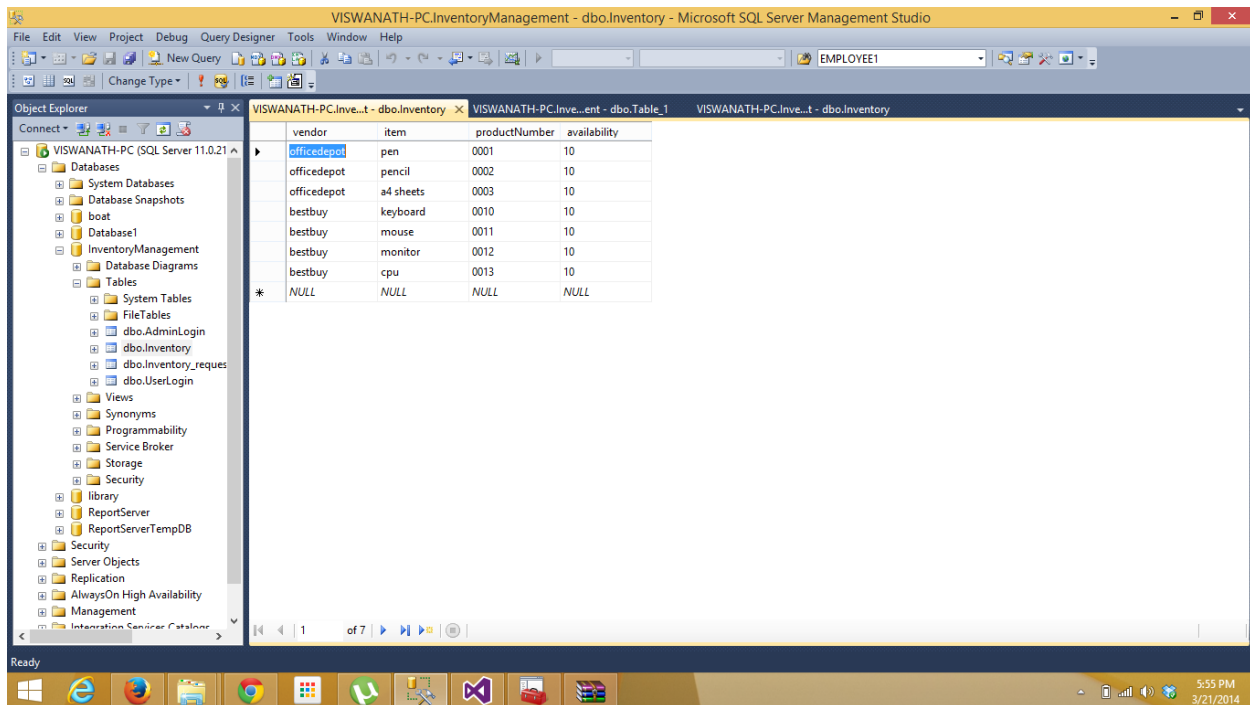 VISWANATH-PC.InventoryManagement - dbo.Inventory - Microsoft SQL Server Management Studio
File Edit View Project Debug Query Designer Tools Window Help
New Query
EMPLOYEE1
Change Type
Object Explorer
Connect
VISWANATH-PC (SQL Server 11.0.21
Databases
System Databases
Database Snapshots
boat
Database1
InventoryManagement
Database Diagrams
Tables
System Tables
FileTables
dbo.AdminLogin
dbo.Inventory
dbo.Inventory_reques
dbo.UserLogin
Views
Synonyms
Programmability
Service Broker
Storage
Security
library
ReportServer
ReportServerTempDB
Security
Server Objects
Replication
AlwaysOn High Availability
Management
Integration Services Catalogs
VISWANATH-PC.Inve...t - dbo.Inventory
VISWANATH-PC.Inve...ent - dbo.Table_1
VISWANATH-PC.Inve...t - dbo.Inventory
vendor item productNumber availability
officedepot pen 0001 10
officedepot pencil 0002 10
officedepot a4 sheets 0003 10
bestbuy keyboard 0010 10
bestbuy mouse 0011 10
bestbuy monitor 0012 10
bestbuy cpu 0013 10
NULL NULL NULL NULL
1 of 7
Ready
5:55 PM
3/21/2014